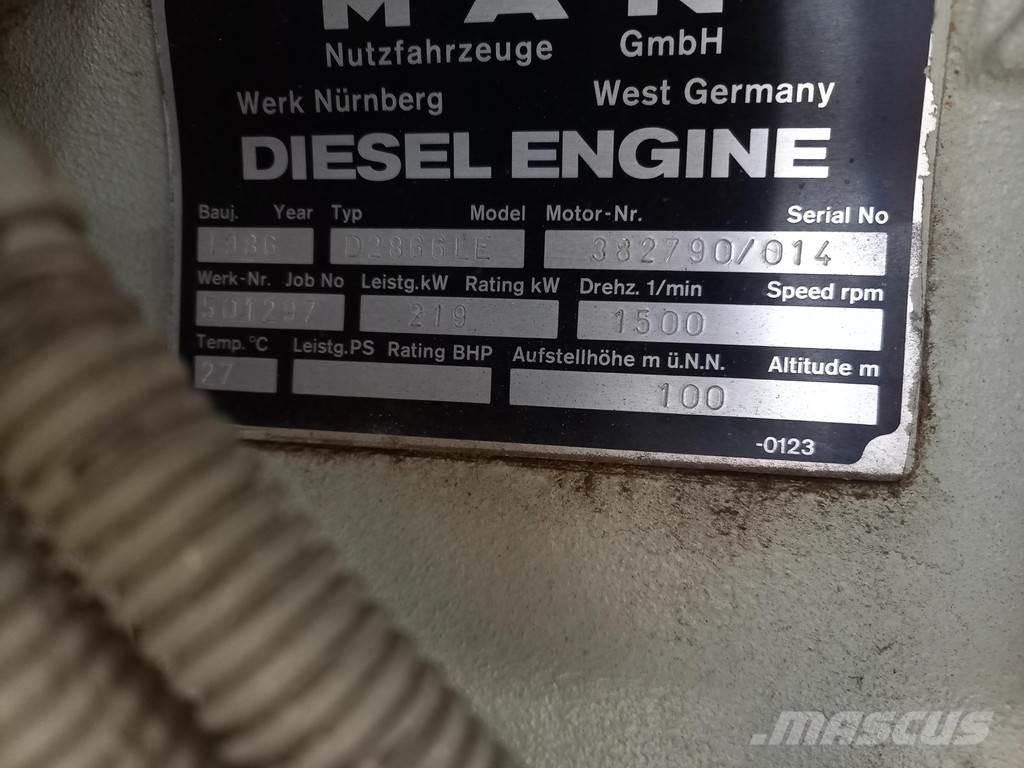 MAN
Nutzfahrzeuge GmbH
Werk Nürnberg West Germany
DIESEL ENGINE
Bauj. Year Typ Model Motor-Nr. Serial No
1986 D2866LE 382790/014
Werk-Nr. Job No Leistg.kW Rating kW Drehz. 1/min Speed rpm
501297 219 1500
Temp. °C Leistg.PS Rating BHP Aufstellhöhe m ü.N.N. Altitude m
27 100
-0123
MASCUS